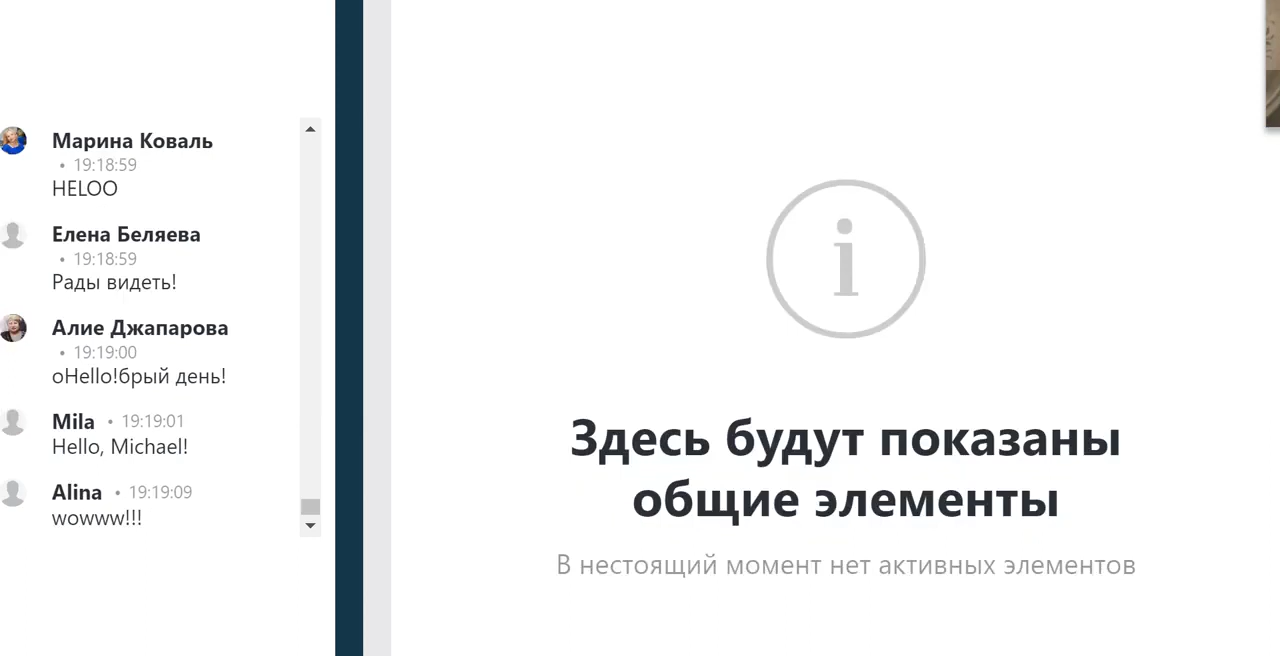 Марина Коваль
• 19:18:59
HELOO
Елена Беляева
• 19:18:59
Рады видеть!
Алие Джапарова
• 19:19:00
оHello!брый день!
Mila • 19:19:01
Hello, Michael!
Alina • 19:19:09
wowww!!!
Здесь будут показаны
общие элементы
В нестоящий момент нет активных элементов